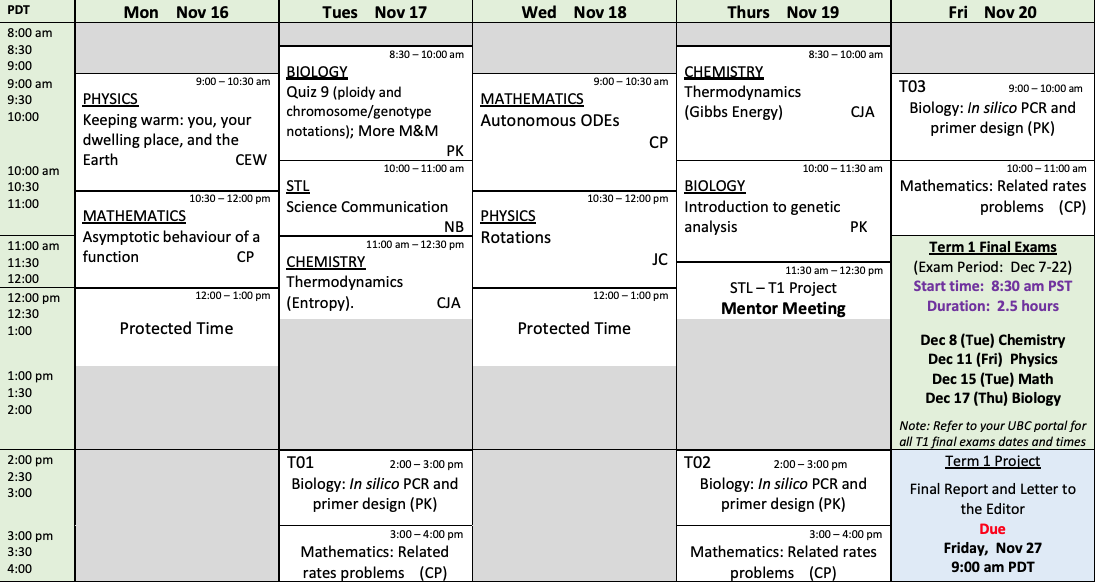 PDT
Mon Nov 16
Tues Nov 17
Wed Nov 18
Thurs Nov 19
Fri Nov 20
8:00 am
8:30
9:00
9:00 am
9:30
10:00
10:00 am
10:30
11:00
11:00 am
11:30
12:00
12:00 pm
12:30
1:00
1:00 pm
1:30
2:00
2:00 pm
2:30
3:00
3:00 pm
3:30
4:00
9:00 – 10:30 am
PHYSICS
Keeping warm: you, your
dwelling place, and the
Earth CEW
10:30 – 12:00 pm
MATHEMATICS
Asymptotic behaviour of a
function CP
12:00 – 1:00 pm
Protected Time
8:30 – 10:00 am
BIOLOGY
Quiz 9 (ploidy and
chromosome/genotype
notations); More M&M
PK
10:00 – 11:00 am
STL
Science Communication
NB
11:00 am – 12:30 pm
CHEMISTRY
Thermodynamics
(Entropy). CJA
T01 2:00 – 3:00 pm
Biology: In silico PCR and
primer design (PK)
3:00 – 4:00 pm
Mathematics: Related
rates problems (CP)
9:00 – 10:30 am
MATHEMATICS
Autonomous ODEs
CP
10:30 – 12:00 pm
PHYSICS
Rotations
JC
12:00 – 1:00 pm
Protected Time
8:30 – 10:00 am
CHEMISTRY
Thermodynamics
(Gibbs Energy) CJA
10:00 – 11:30 am
BIOLOGY
Introduction to genetic
analysis PK
11:30 am – 12:30 pm
STL – T1 Project
Mentor Meeting
T02 2:00 – 3:00 pm
Biology: In silico PCR and
primer design (PK)
3:00 – 4:00 pm
Mathematics: Related rates
problems (CP)
T03 9:00 – 10:00 am
Biology: In silico PCR and
primer design (PK)
10:00 – 11:00 am
Mathematics: Related rates
problems (CP)
Term 1 Final Exams
(Exam Period: Dec 7-22)
Start time: 8:30 am PST
Duration: 2.5 hours
Dec 8 (Tue) Chemistry
Dec 11 (Fri) Physics
Dec 15 (Tue) Math
Dec 17 (Thu) Biology
Note: Refer to your UBC portal for
all T1 final exams dates and times
Term 1 Project
Final Report and Letter to
the Editor
Due
Friday, Nov 27
9:00 am PDT